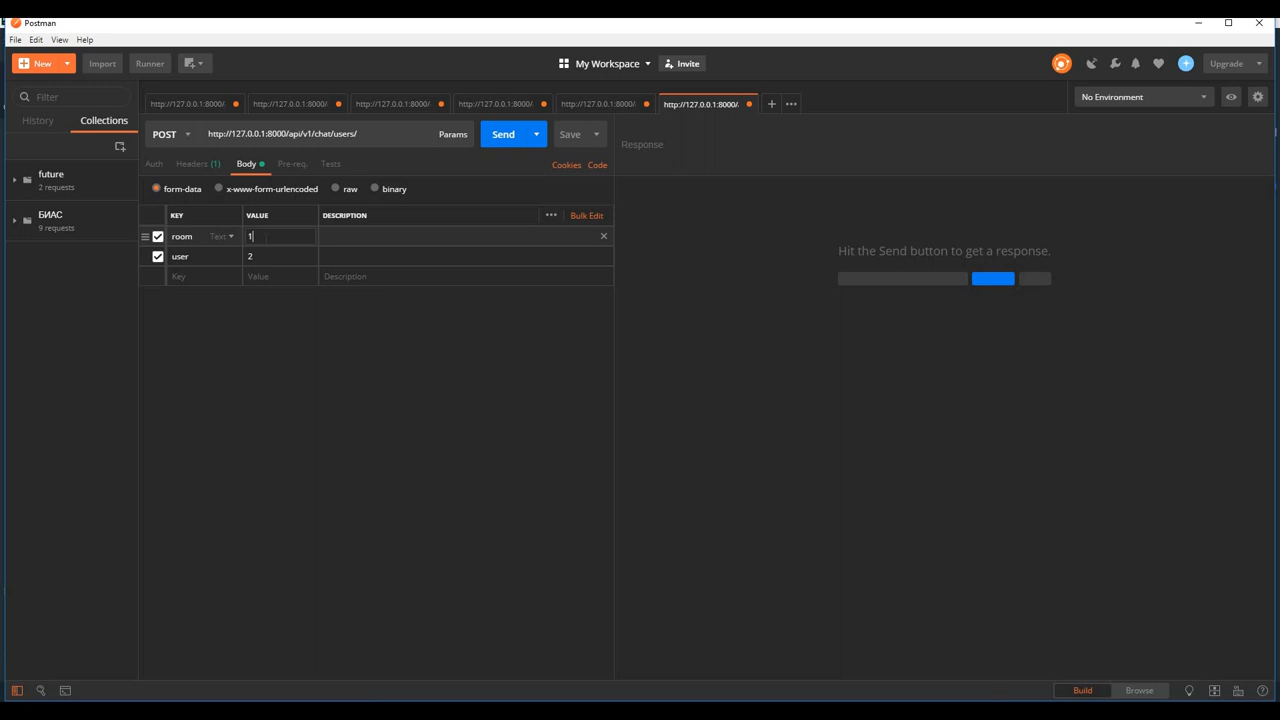 Postman
File Edit View Help
New Import Runner My Workspace Invite Upgrade
Filter
History Collections
future
2 requests
БИАС
9 requests
http://127.0.0.1:8000/ http://127.0.0.1:8000/ http://127.0.0.1:8000/ http://127.0.0.1:8000/ http://127.0.0.1:8000/ http://127.0.0.1:8000/ No Environment
POST http://127.0.0.1:8000/api/v1/chat/users/ Params Send Save
Auth Headers (1) Body Pre-req. Tests Cookies Code
form-data x-www-form-urlencoded raw binary
KEY VALUE DESCRIPTION Bulk Edit
room Text 1
user 2
Key Value Description
Response
Hit the Send button to get a response.
Build Browse